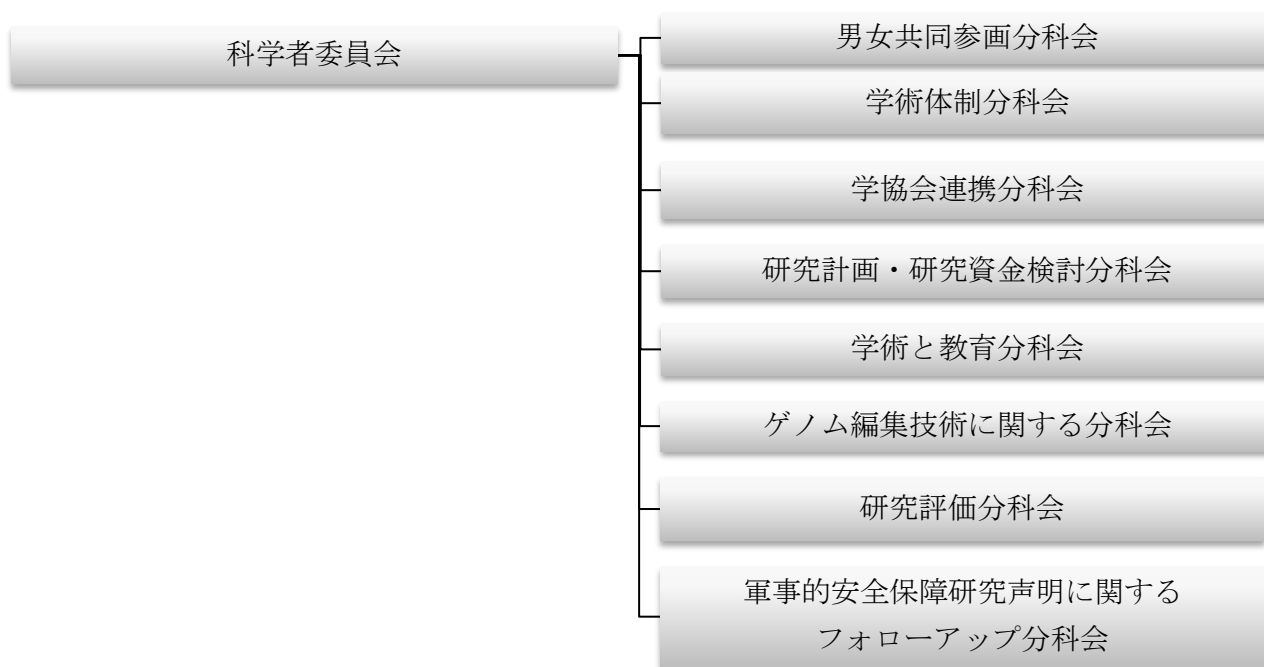 科学者委員会
男女共同参画分科会
学術体制分科会
学協会連携分科会
研究計画・研究資金検討分科会
学術と教育分科会
ゲノム編集技術に関する分科会
研究評価分科会
軍事的安全保障研究声明に関する
フォローアップ分科会